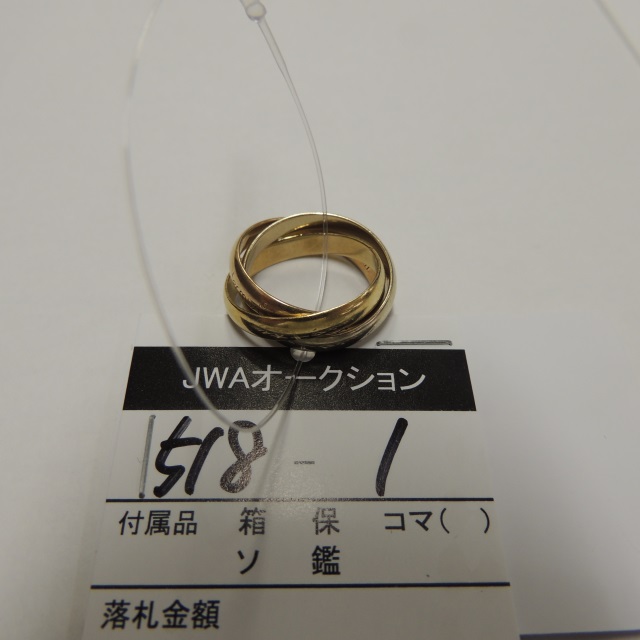 JWAオークション
1518 - 1
付属品 箱 保 コマ( )
ソ 鑑
落札金額